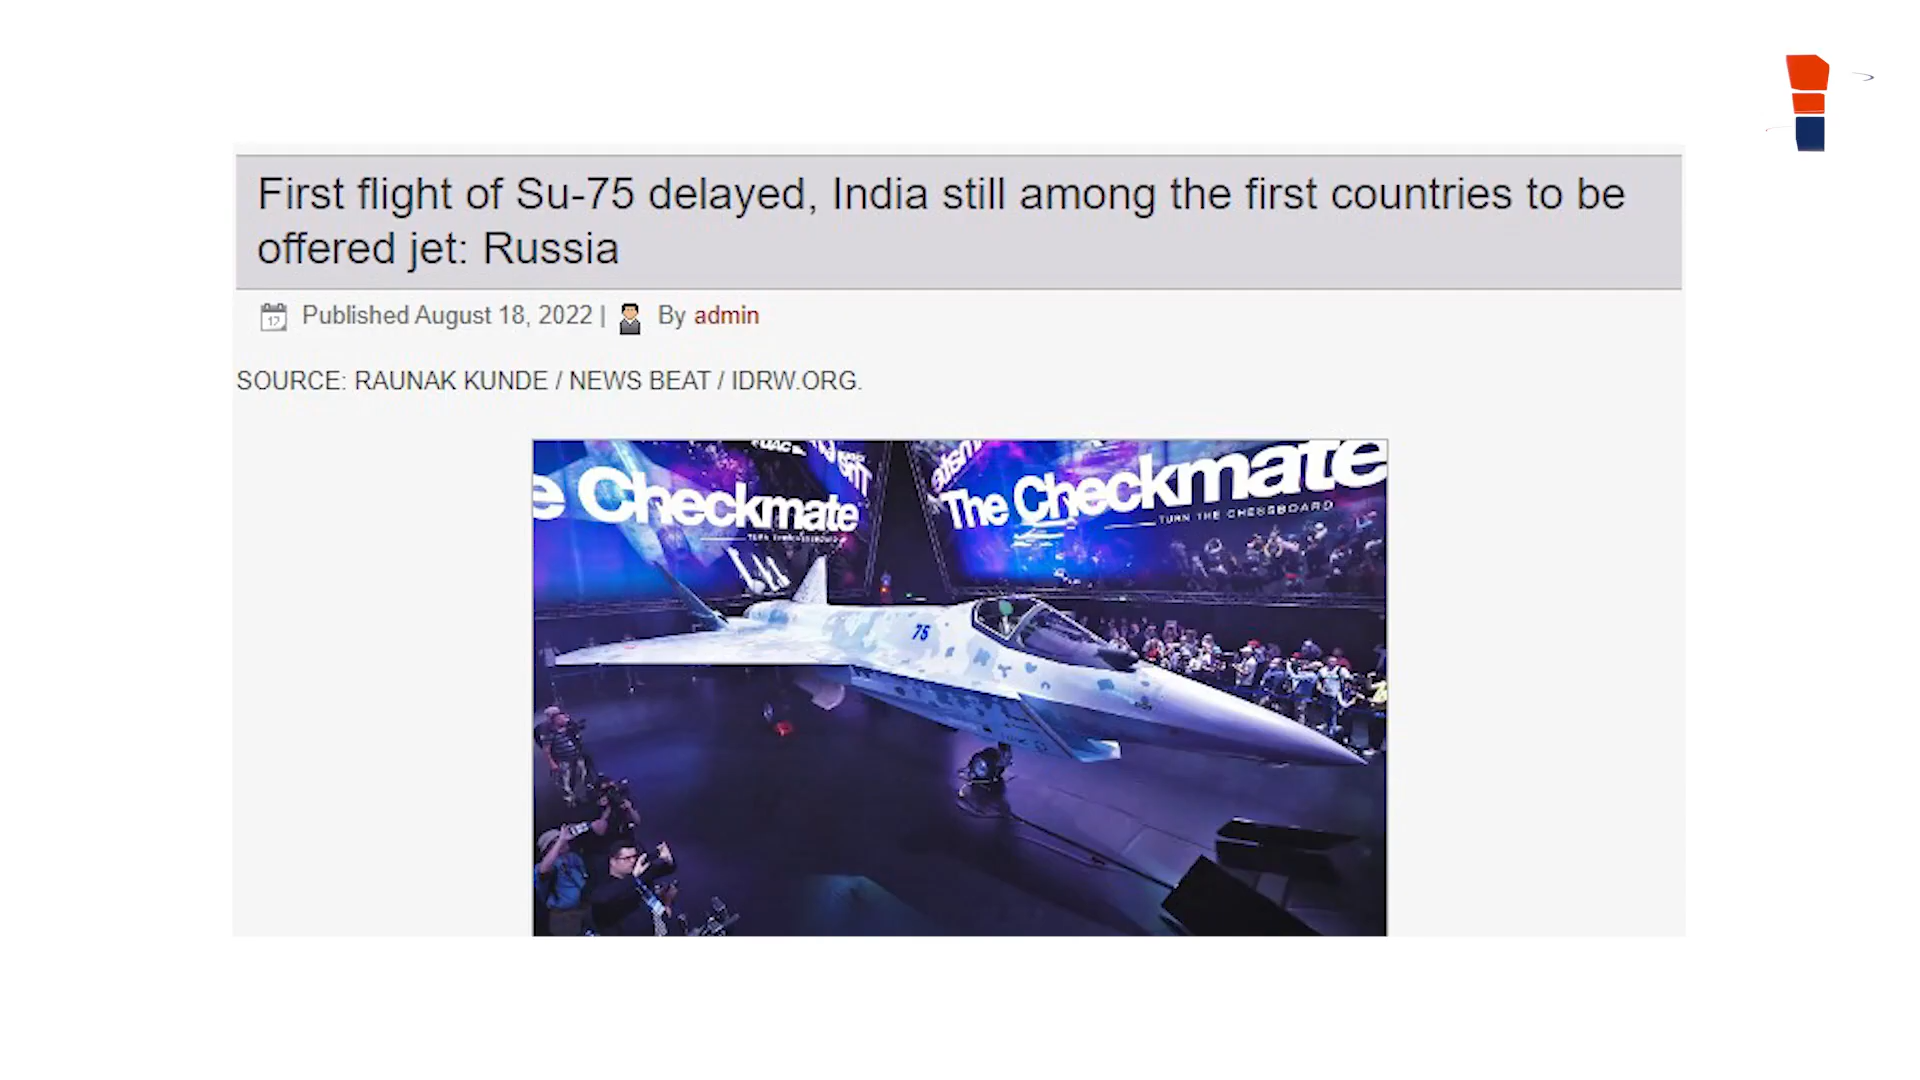 First flight of Su-75 delayed, India still among the first countries to be
offered jet: Russia
17
Published August 18, 2022 |
By admin
SOURCE: RAUNAK KUNDE / NEWS BEAT / IDRW.ORG.
e Checkmate
The Checkmate
TURN THE CHESSBOARD
75